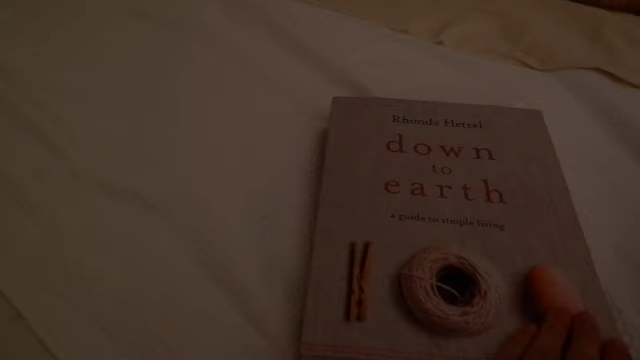 Rhonda Hetzel
down
to
earth
a guide to simple living